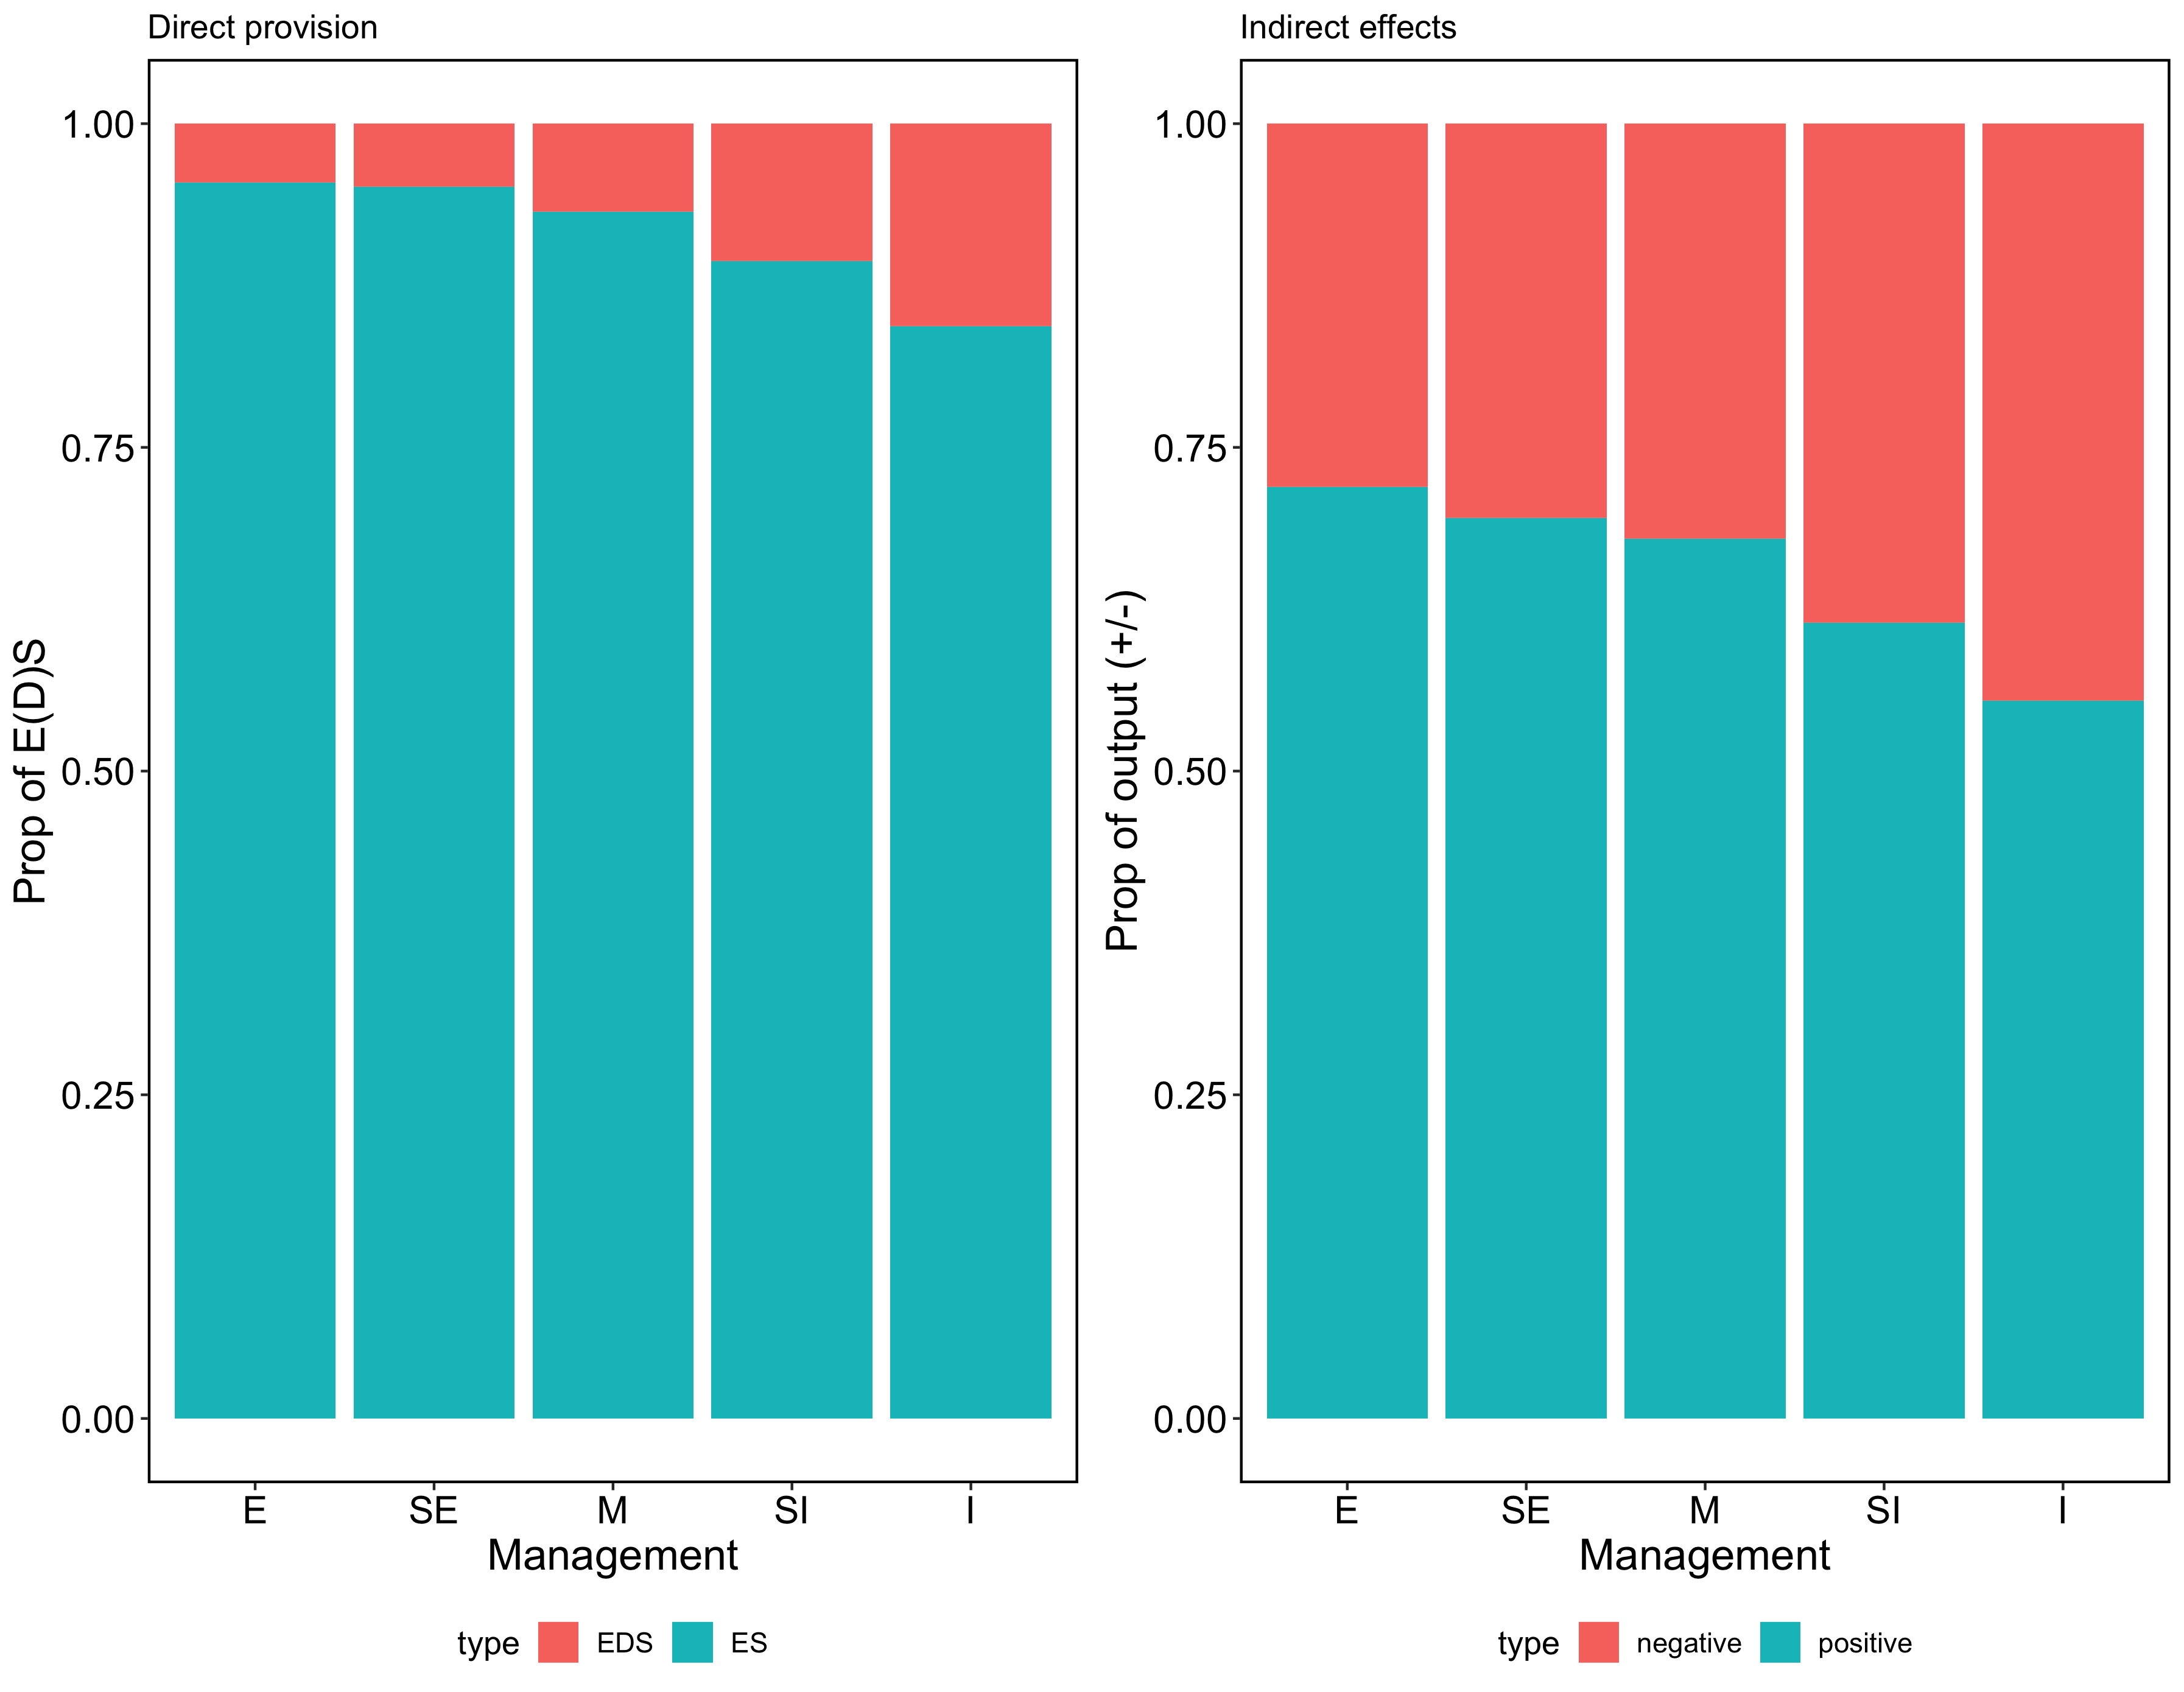 Direct provision
Prop of E(D)S
1.00
0.75
0.50
0.25
0.00
E SE M SI I
Management
type EDS ES
Indirect effects
Prop of output (+/-)
1.00
0.75
0.50
0.25
0.00
E SE M SI I
Management
type negative positive